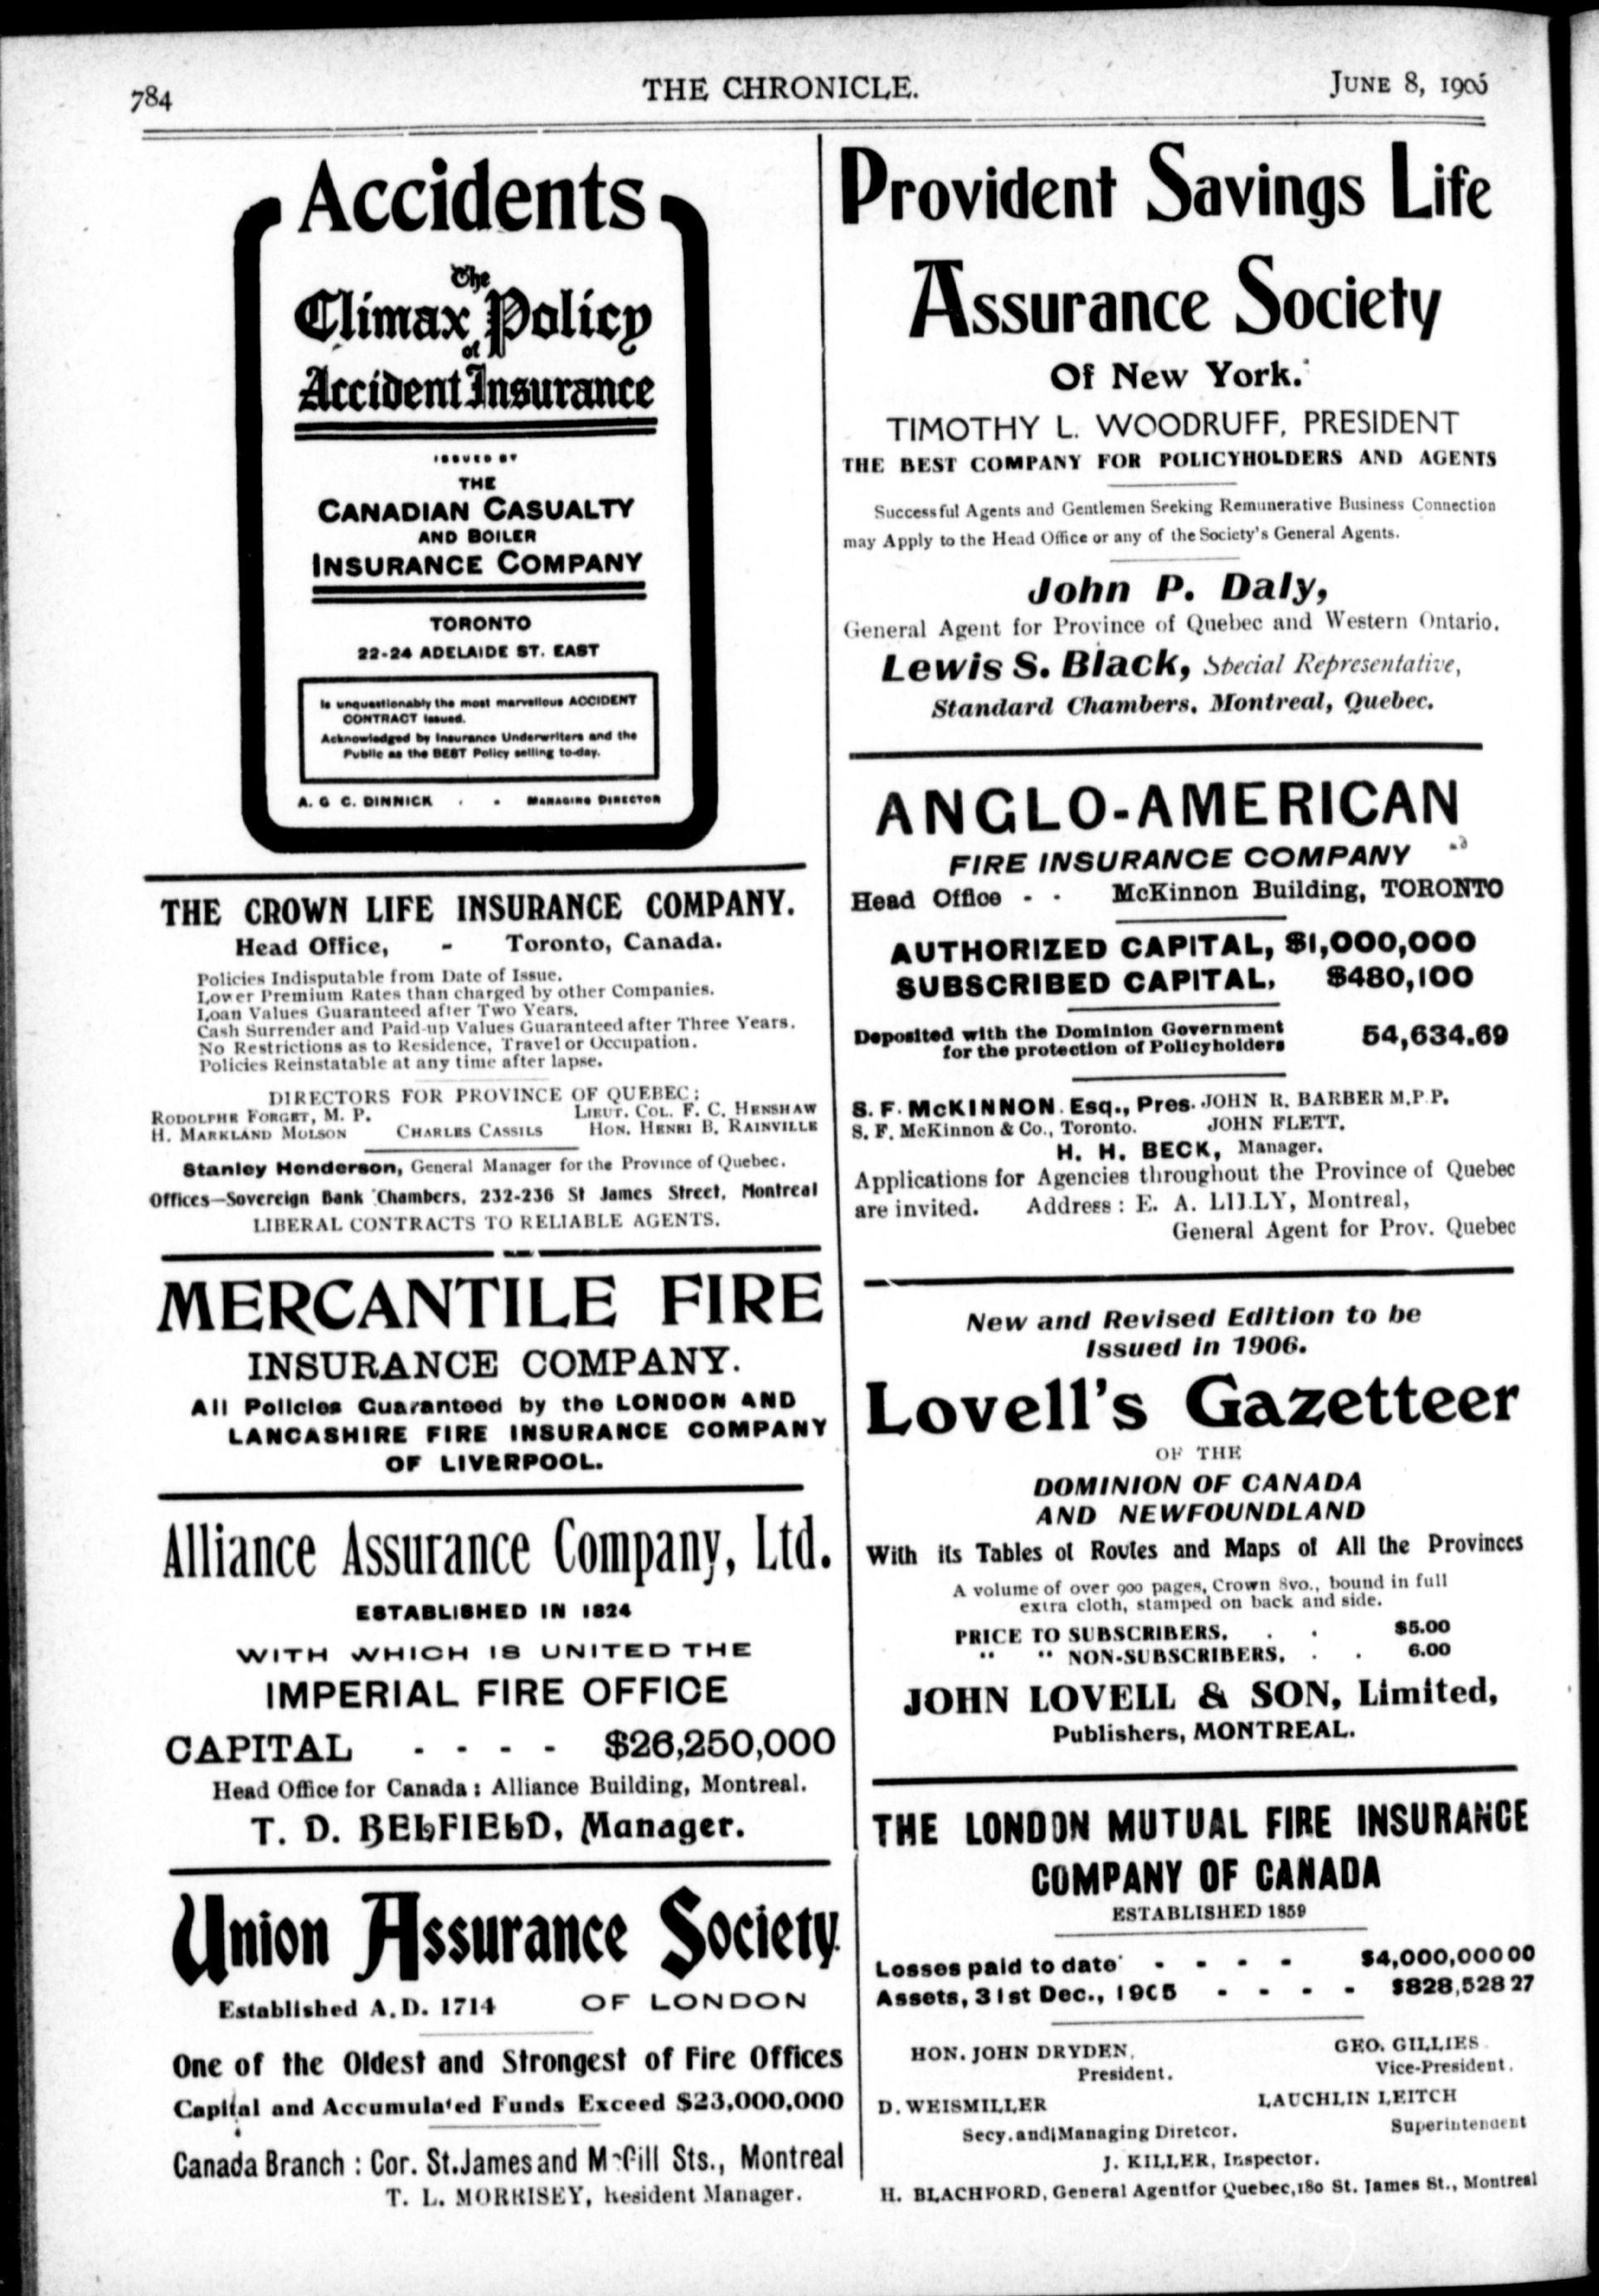 784
THE CHRONICLE.
JUNE 8, 1906
Accidents
The
Climax Policy
of
Accident Insurance
ISSUED BY
THE
CANADIAN CASUALTY
AND BOILER
INSURANCE COMPANY
TORONTO
22-24 ADELAIDE ST. EAST
Is unquestionably the most marvellous ACCIDENT
CONTRACT issued.
Acknowledged by Insurance Underwriters and the
Public as the BEST Policy selling to-day.
A. G. C. DINNICK - - MANAGING DIRECTOR
THE CROWN LIFE INSURANCE COMPANY.
Head Office, - Toronto, Canada.
Policies Indisputable from Date of Issue.
Lower Premium Rates than charged by other Companies.
Loan Values Guaranteed after Two Years.
Cash Surrender and Paid-up Values Guaranteed after Three Years.
No Restrictions as to Residence, Travel or Occupation.
Policies Reinstatable at any time after lapse.
DIRECTORS FOR PROVINCE OF QUEBEC:
RODOLPHE FORGET, M. P. LIEUT. COL. F. C. HENSHAW
H. MARKLAND MOLSON CHARLES CASSILS HON. HENRI B. RAINVILLE
Stanley Henderson, General Manager for the Province of Quebec.
Offices—Sovereign Bank Chambers, 232-236 St James Street, Montreal
LIBERAL CONTRACTS TO RELIABLE AGENTS.
MERCANTILE FIRE
INSURANCE COMPANY.
All Policies Guaranteed by the LONDON AND
LANCASHIRE FIRE INSURANCE COMPANY
OF LIVERPOOL.
Alliance Assurance Company, Ltd.
ESTABLISHED IN 1824
WITH WHICH IS UNITED THE
IMPERIAL FIRE OFFICE
CAPITAL - - - - $26,250,000
Head Office for Canada: Alliance Building, Montreal.
T. D. BELFIELD, Manager.
Union Assurance Society
Established A.D. 1714 OF LONDON
One of the Oldest and Strongest of Fire Offices
Capital and Accumulated Funds Exceed $23,000,000
Canada Branch: Cor. St. James and McGill Sts., Montreal
T. L. MORRISEY, Resident Manager.
Provident Savings Life
Assurance Society
Of New York.
TIMOTHY L. WOODRUFF, PRESIDENT
THE BEST COMPANY FOR POLICYHOLDERS AND AGENTS
Successful Agents and Gentlemen Seeking Remunerative Business Connection
may Apply to the Head Office or any of the Society's General Agents.
John P. Daly,
General Agent for Province of Quebec and Western Ontario.
Lewis S. Black, Special Representative,
Standard Chambers, Montreal, Quebec.
ANGLO-AMERICAN
FIRE INSURANCE COMPANY
Head Office - - McKinnon Building, TORONTO
AUTHORIZED CAPITAL, $1,000,000
SUBSCRIBED CAPITAL, $480,100
Deposited with the Dominion Government
for the protection of Policyholders 54,634.69
S. F. McKINNON, Esq., Pres. JOHN R. BARBER M.P.P.
S. F. McKinnon & Co., Toronto. JOHN FLETT.
H. H. BECK, Manager.
Applications for Agencies throughout the Province of Quebec
are invited. Address: E. A. LILLY, Montreal,
General Agent for Prov. Quebec
New and Revised Edition to be
Issued in 1906.
Lovell's Gazetteer
OF THE
DOMINION OF CANADA
AND NEWFOUNDLAND
With its Tables of Routes and Maps of All the Provinces
A volume of over 900 pages, Crown 8vo., bound in full
extra cloth, stamped on back and side.
PRICE TO SUBSCRIBERS, . . $5.00
" " NON-SUBSCRIBERS, . . 6.00
JOHN LOVELL & SON, Limited,
Publishers, MONTREAL.
THE LONDON MUTUAL FIRE INSURANCE
COMPANY OF CANADA
ESTABLISHED 1859
Losses paid to date - - - - $4,000,000 00
Assets, 31st Dec., 1905 - - - - $828,528 27
HON. JOHN DRYDEN, GEO. GILLIES
President. Vice-President.
D. WEISMILLER LAUCHLIN LEITCH
Secy. and Managing Diretcor. Superintendent
J. KILLER, Inspector.
H. BLACHFORD, General Agent for Quebec, 180 St. James St., Montreal